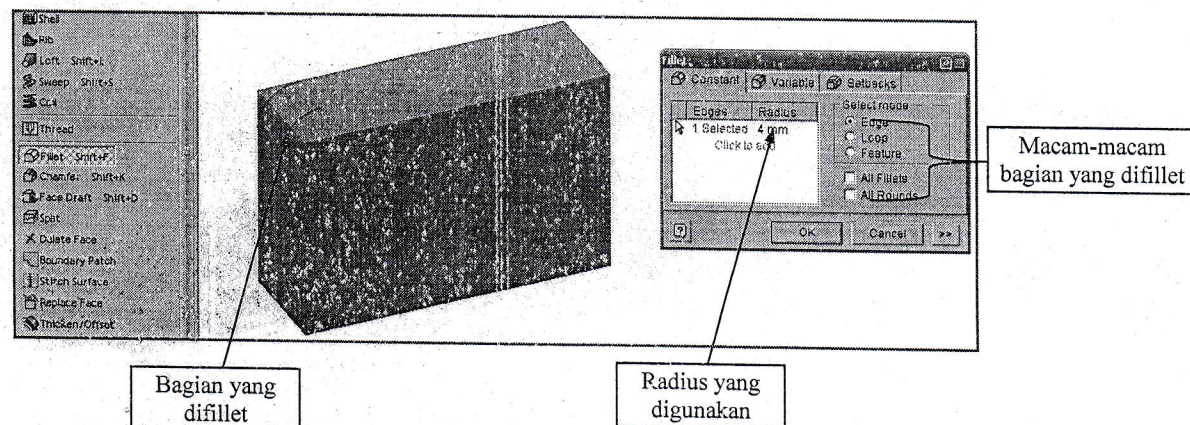 Shell
Rib
Loft Shift+L
Sweep Shift+S
Coil
Thread
Fillet Shift+F
Chamfer Shift+K
Face Draft Shift+D
Split
Delete Face
Boundary Patch
Stitch Surface
Replace Face
Thicken/Offset
Fillet
Constant Variable Setbacks
Edges Radius
1 Selected 4 mm
Click to add
Select mode
Edge
Loop
Feature
All Fillets
All Rounds
OK Cancel >>
Macam-macam
bagian yang difillet
Bagian yang
difillet
Radius yang
digunakan